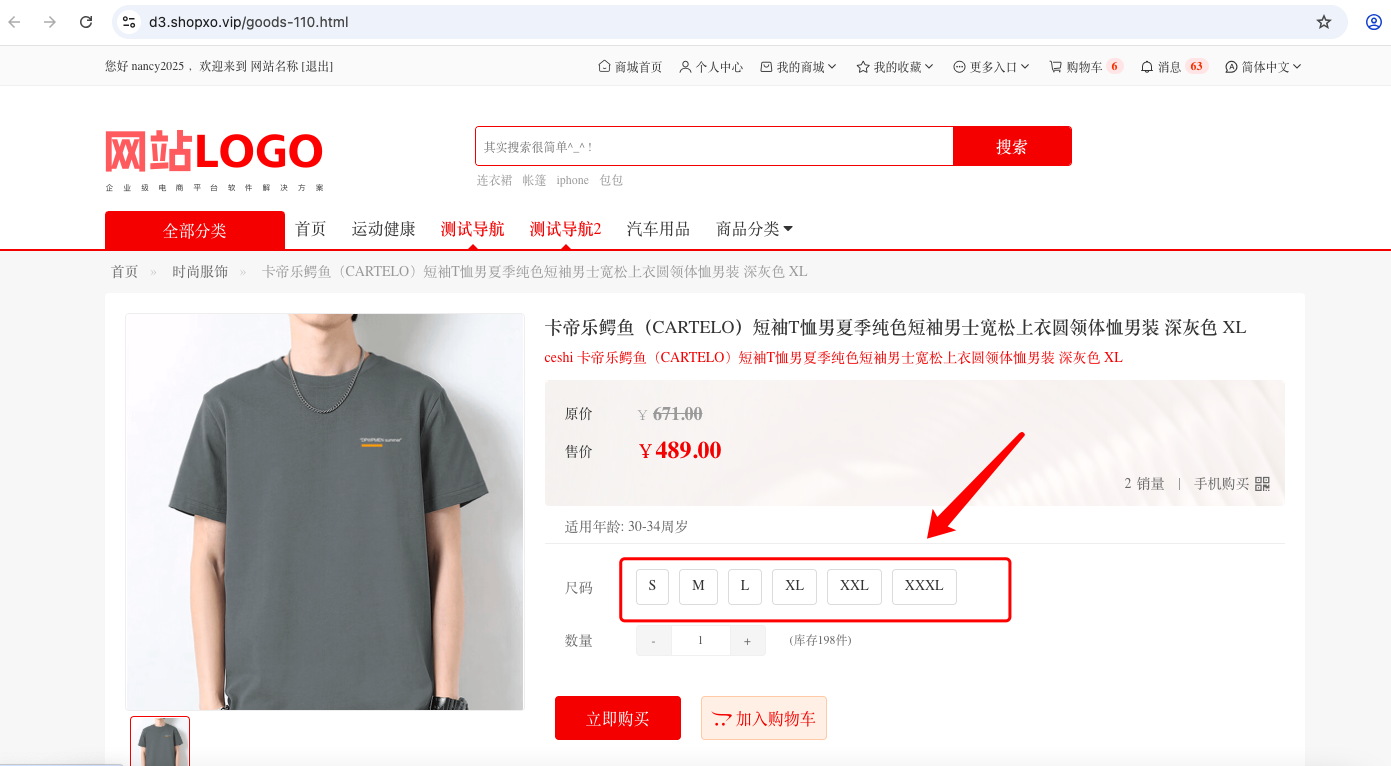 d3.shopxo.vip/goods-110.html
您好 nancy2025 ，欢迎来到 网站名称 [退出]
商城首页 个人中心 我的商城 我的收藏 更多入口 购物车 6 消息 63 简体中文
网站LOGO
企业级电商平台软件解决方案
其实搜索很简单^_^ !
搜索
连衣裙 帐篷 iphone 包包
全部分类 首页 运动健康 测试导航 测试导航2 汽车用品 商品分类
首页 » 时尚服饰 » 卡帝乐鳄鱼（CARTELO）短袖T恤男夏季纯色短袖男士宽松上衣圆领体恤男装 深灰色 XL
卡帝乐鳄鱼（CARTELO）短袖T恤男夏季纯色短袖男士宽松上衣圆领体恤男装 深灰色 XL
ceshi 卡帝乐鳄鱼（CARTELO）短袖T恤男夏季纯色短袖男士宽松上衣圆领体恤男装 深灰色 XL
原价 ￥ 671.00
售价 ￥489.00
2 销量 | 手机购买
适用年龄: 30-34周岁
尺码 S M L XL XXL XXXL
数量 - 1 + (库存198件)
立即购买 加入购物车